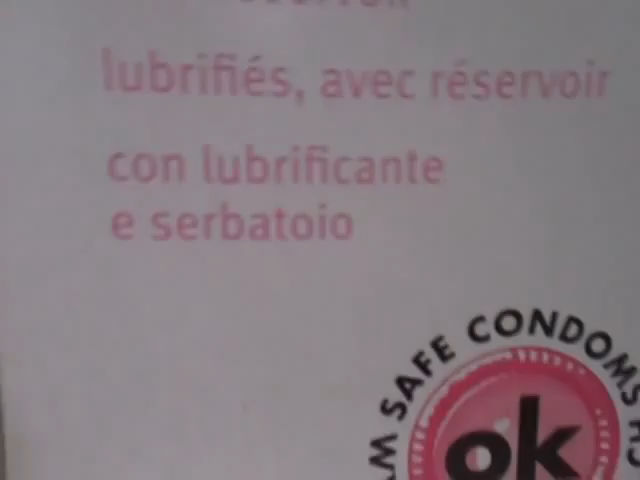 lubrifiés, avec réservoir
con lubrificante
e serbatoio
SAFE CONDOMS
ok